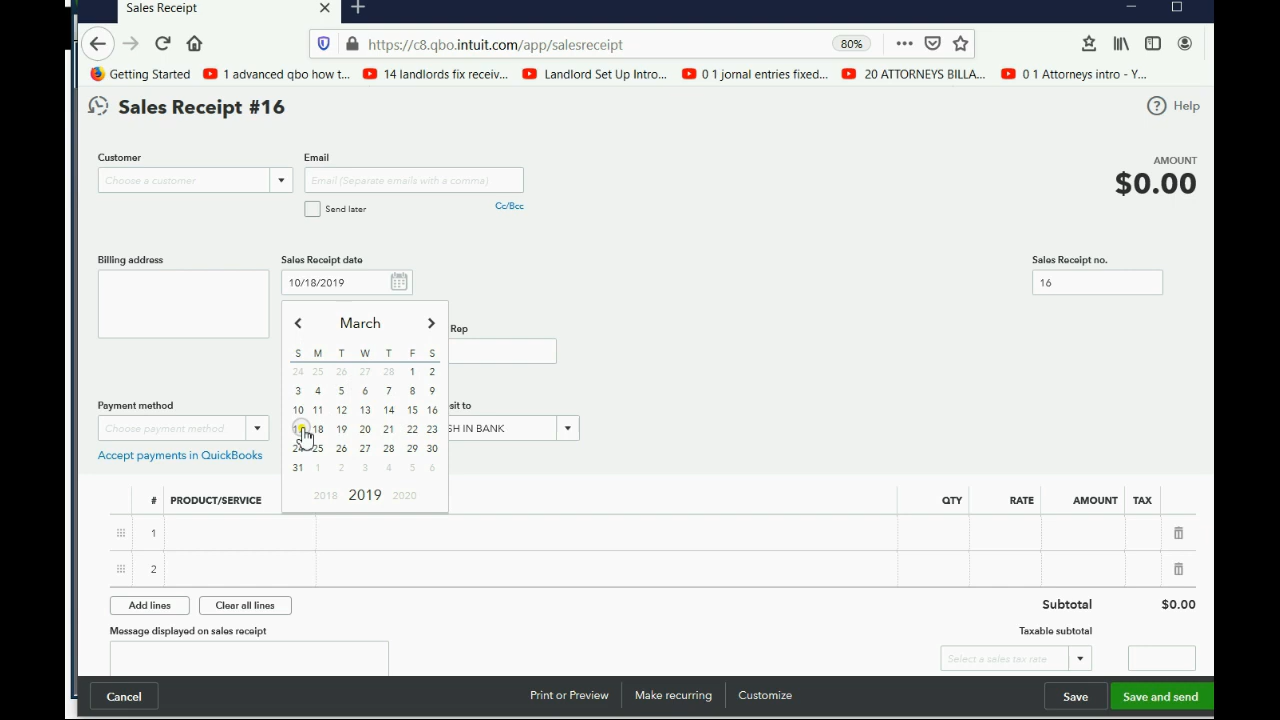 Sales Receipt
https://c8.qbo.intuit.com/app/salesreceipt
80%
Getting Started
1 advanced qbo how t...
14 landlords fix receiv...
Landlord Set Up Intro...
0 1 jornal entries fixed...
20 ATTORNEYS BILLA...
0 1 Attorneys intro - Y...
Sales Receipt #16
Help
Customer
Email
AMOUNT
Choose a customer
Email (Separate emails with a comma)
$0.00
Send later
Cc/Bcc
Billing address
Sales Receipt date
Sales Receipt no.
10/18/2019
16
March
Rep
S M T W T F S
24 25 26 27 28 1 2
3 4 5 6 7 8 9
10 11 12 13 14 15 16
18 19 20 21 22 23
24 25 26 27 28 29 30
31 1 2 3 4 5 6
2018 2019 2020
Payment method
sit to
Choose payment method
SH IN BANK
Accept payments in QuickBooks
# PRODUCT/SERVICE QTY RATE AMOUNT TAX
1
2
Add lines
Clear all lines
Subtotal $0.00
Message displayed on sales receipt
Taxable subtotal
Select a sales tax rate
Cancel
Print or Preview
Make recurring
Customize
Save
Save and send